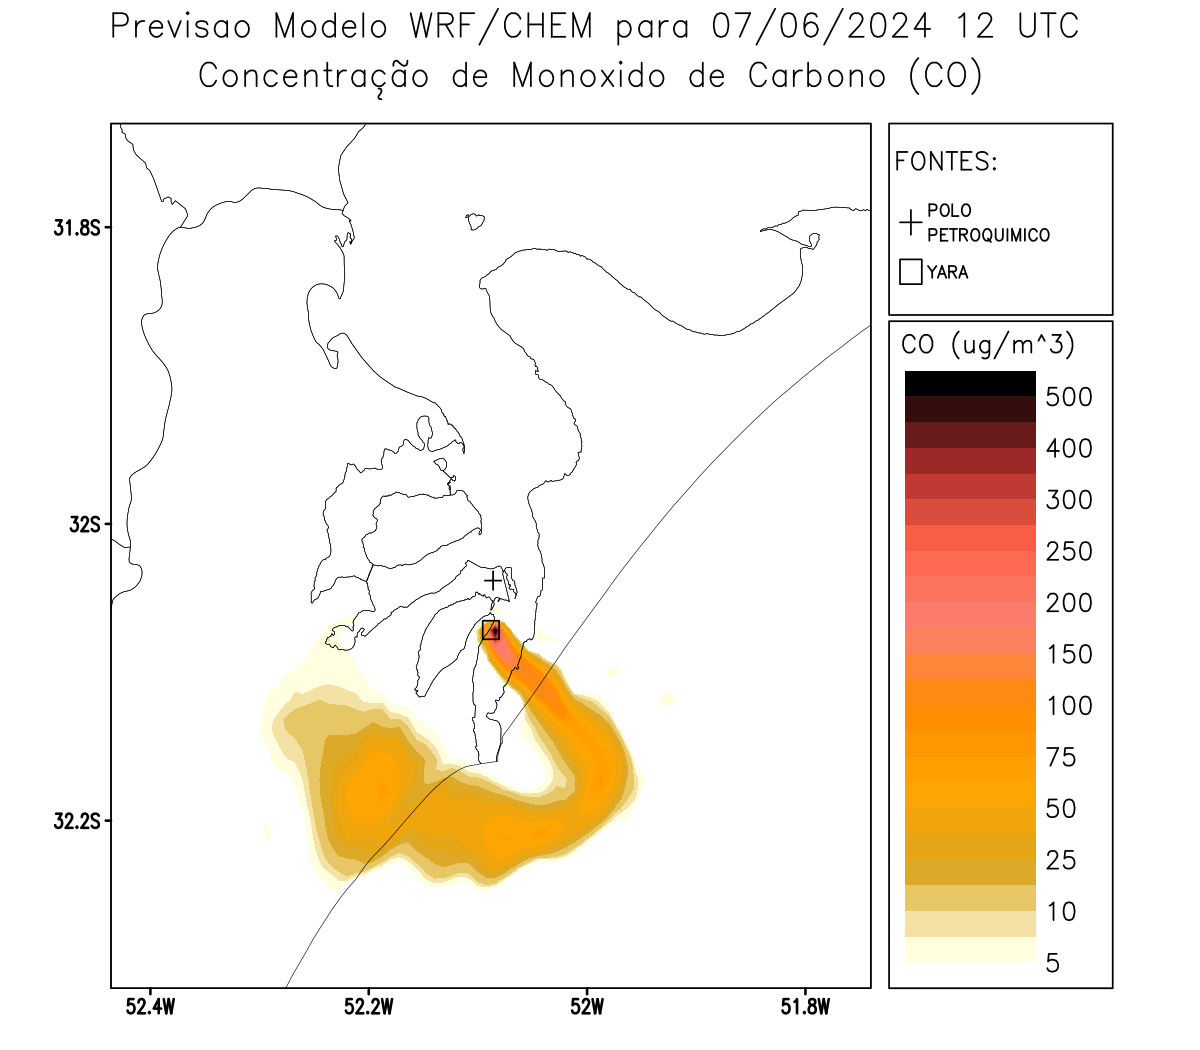 Previsao Modelo WRF/CHEM para 07/06/2024 12 UTC
Concentração de Monoxido de Carbono (CO)
FONTES:
POLO
PETROQUIMICO
YARA
CO (ug/m^3)
500
400
300
250
200
150
100
75
50
25
10
5
31.8S
32S
32.2S
52.4W
52.2W
52W
51.8W